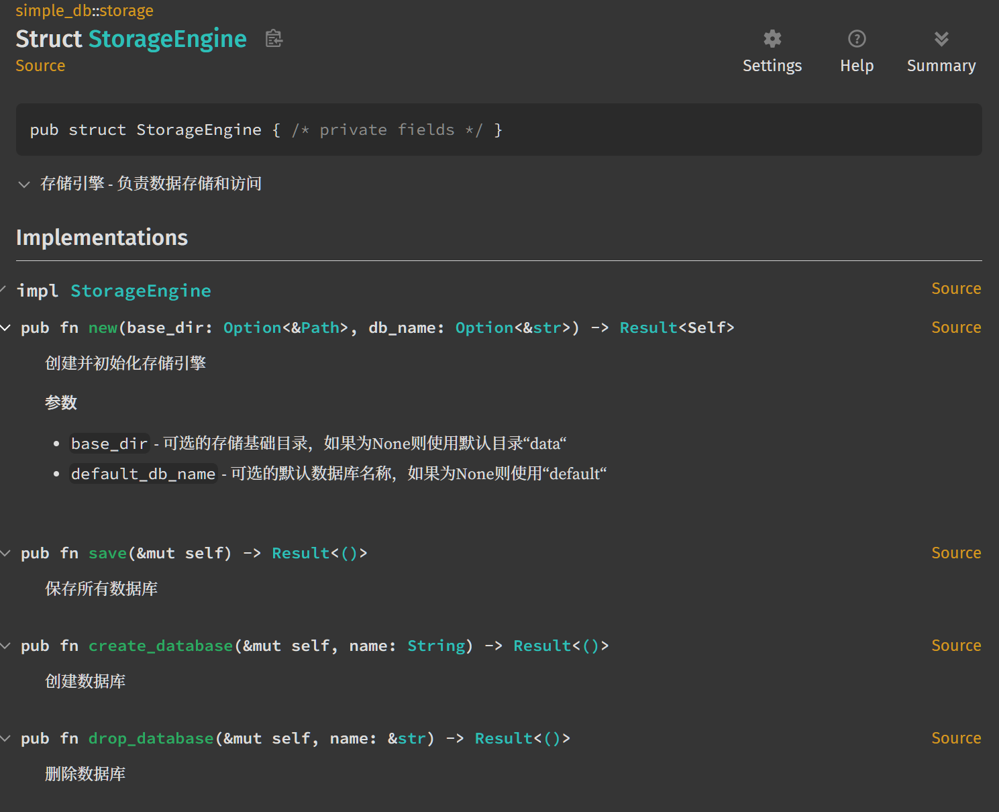 simple_db::storage
Struct StorageEngine
Source
Settings
Help
Summary
pub struct StorageEngine { /* private fields */ }
存储引擎 - 负责数据存储和访问
Implementations
impl StorageEngine
Source
pub fn new(base_dir: Option<&Path>, db_name: Option<&str>) -> Result<Self>
Source
创建并初始化存储引擎
参数
• base_dir - 可选的存储基础目录，如果为None则使用默认目录“data“
• default_db_name - 可选的默认数据库名称，如果为None则使用“default“
pub fn save(&mut self) -> Result<()>
Source
保存所有数据库
pub fn create_database(&mut self, name: String) -> Result<()>
Source
创建数据库
pub fn drop_database(&mut self, name: &str) -> Result<()>
Source
删除数据库